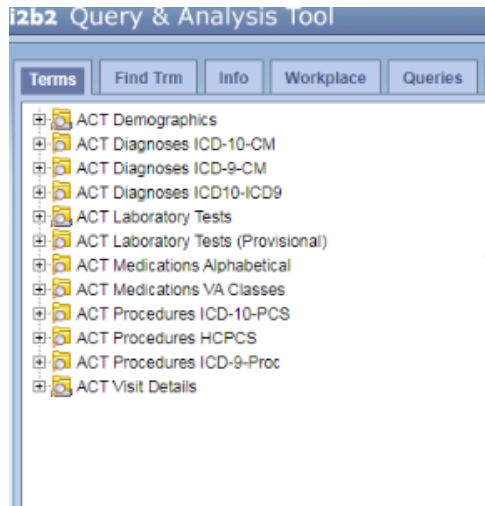 i2b2 Query & Analysis Tool
Terms Find Trm Info Workplace Queries
ACT Demographics
ACT Diagnoses ICD-10-CM
ACT Diagnoses ICD-9-CM
ACT Diagnoses ICD10-ICD9
ACT Laboratory Tests
ACT Laboratory Tests (Provisional)
ACT Medications Alphabetical
ACT Medications VA Classes
ACT Procedures ICD-10-PCS
ACT Procedures HCPCS
ACT Procedures ICD-9-Proc
ACT Visit Details